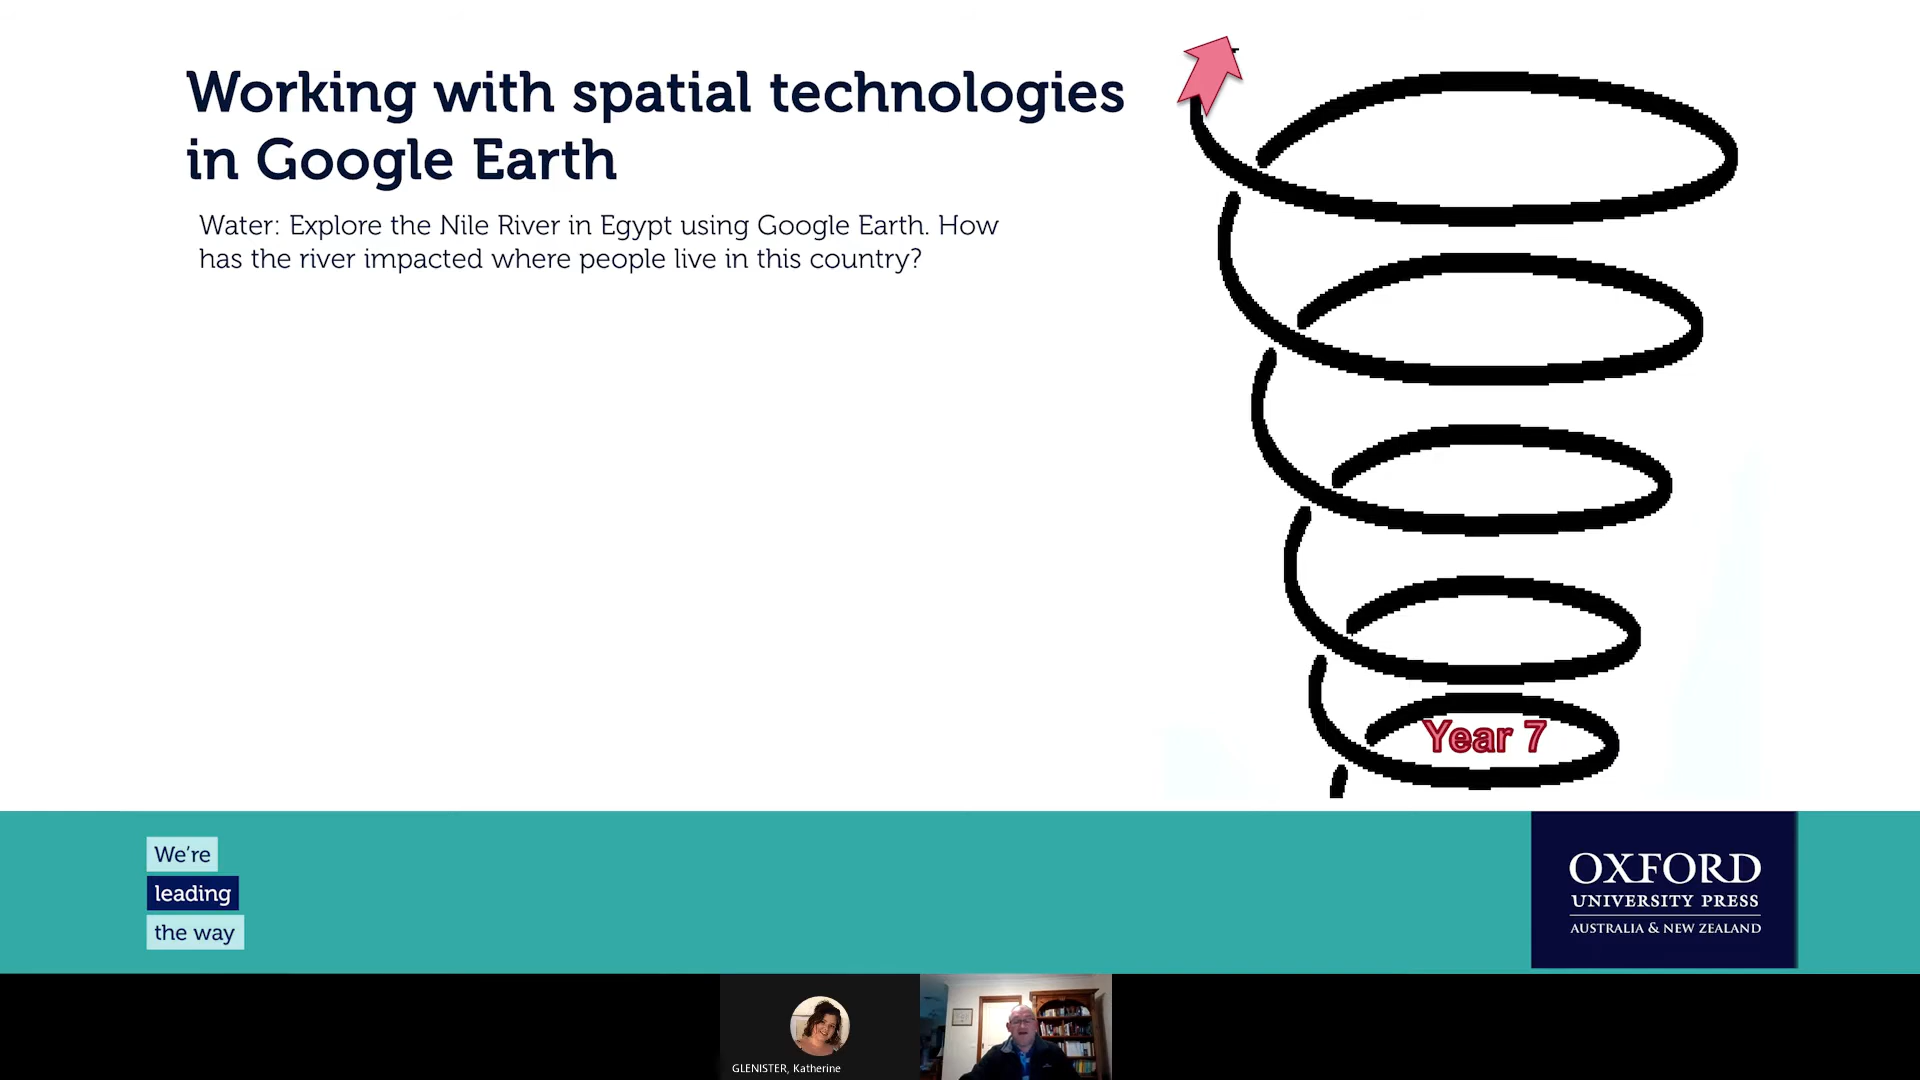 Working with spatial technologies
in Google Earth
Water: Explore the Nile River in Egypt using Google Earth. How
has the river impacted where people live in this country?
Year 7
We're
leading
the way
OXFORD
UNIVERSITY PRESS
AUSTRALIA & NEW ZEALAND
GLENISTER, Katherine